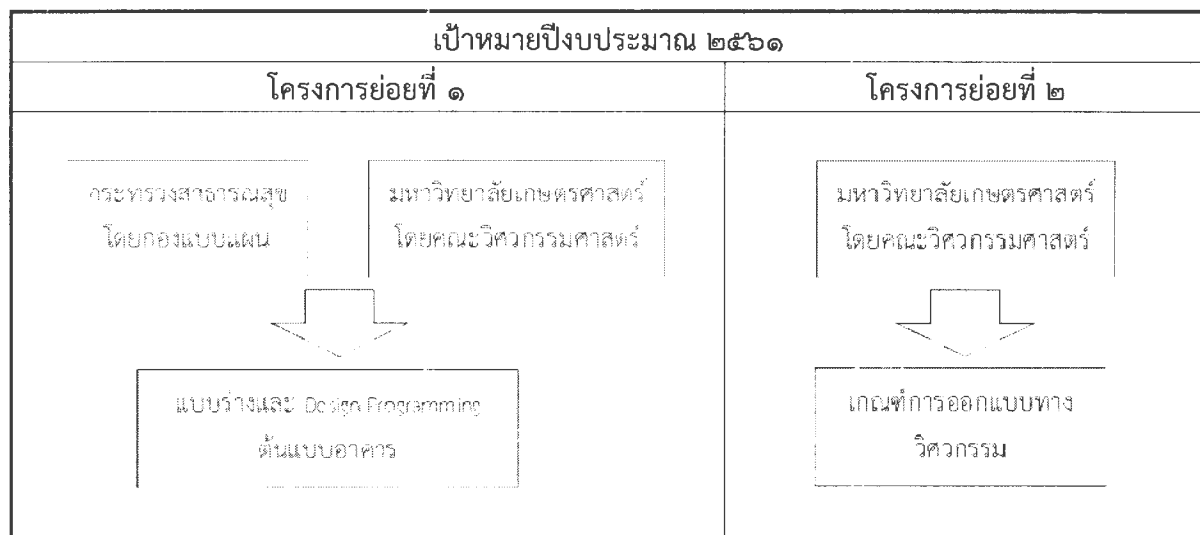 เป้าหมายปีงบประมาณ ๒๕๖๑
โครงการย่อยที่ ๑
โครงการย่อยที่ ๒
กระทรวงสาธารณสุข
โดยกองแบบแผน
มหาวิทยาลัยเกษตรศาสตร์
โดยคณะวิศวกรรมศาสตร์
แบบร่างและ Design Programming
ต้นแบบอาคาร
มหาวิทยาลัยเกษตรศาสตร์
โดยคณะวิศวกรรมศาสตร์
เกณฑ์การออกแบบทาง
วิศวกรรม